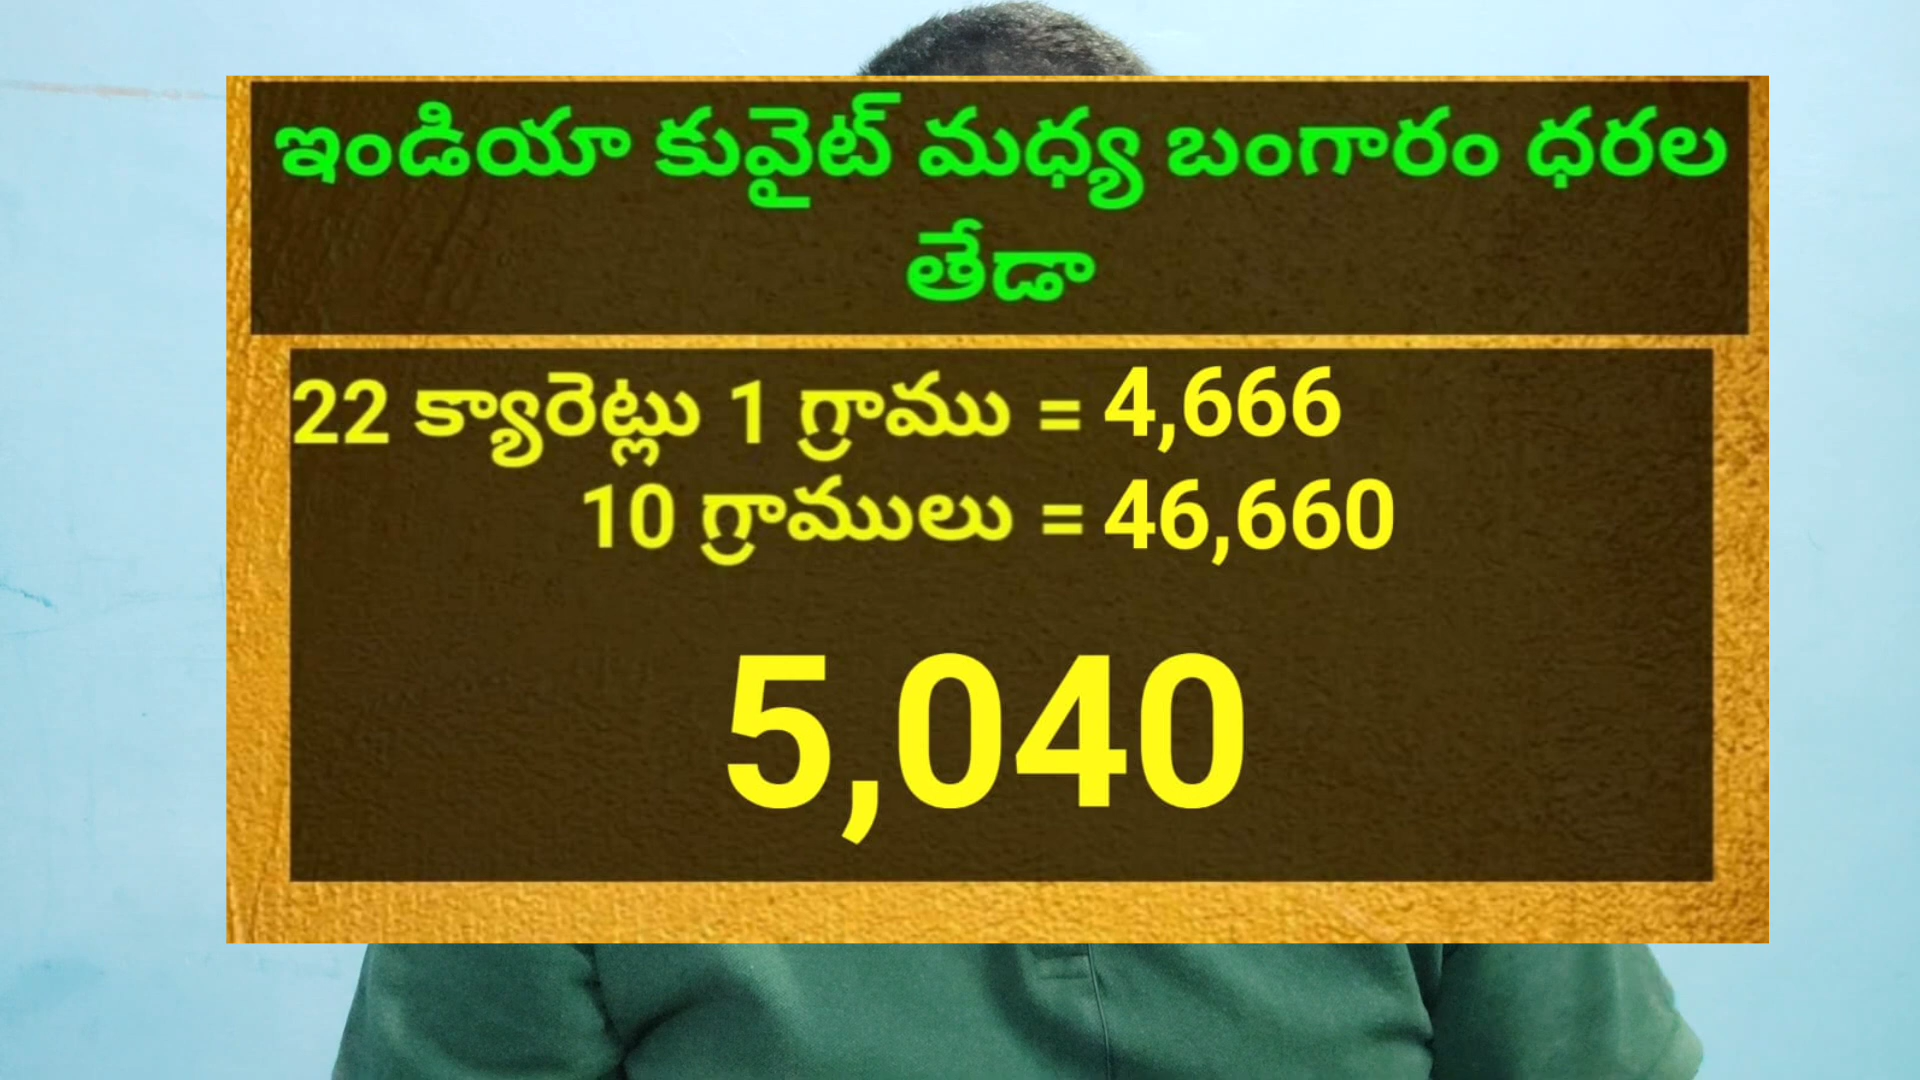 ఇండియా కువైట్ మధ్య బంగారం ధరల
తేడా
22 క్యారెట్లు 1 గ్రాము = 4,666
10 గ్రాములు = 46,660
5,040